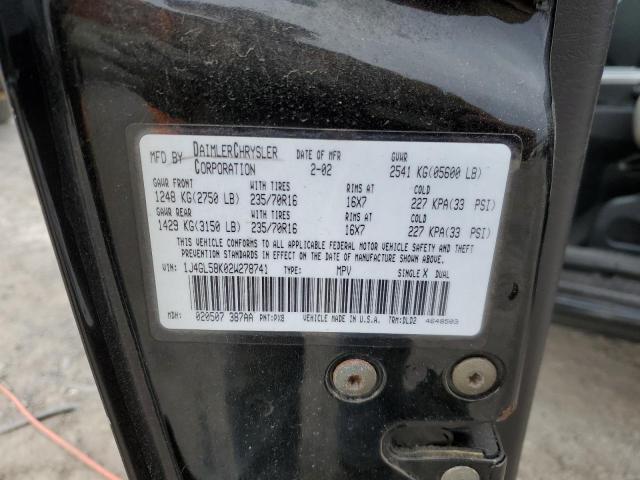 MFD BY DAIMLERCHRYSLER CORPORATION DATE OF MFR 2-02 GVWR 2541 KG(05600 LB)
GAWR FRONT WITH TIRES RIMS AT COLD
1248 KG(2750 LB) 235/70R16 16X7 227 KPA(33 PSI)
GAWR REAR WITH TIRES RIMS AT COLD
1429 KG(3150 LB) 235/70R16 16X7 227 KPA(33 PSI)
THIS VEHICLE CONFORMS TO ALL APPLICABLE FEDERAL MOTOR VEHICLE SAFETY AND THEFT
PREVENTION STANDARDS IN EFFECT ON THE DATE OF MANUFACTURE SHOWN ABOVE.
VIN: 1J4GL58K02W278741 TYPE: MPV SINGLE X DUAL
MDH: 020507 387AA PNT:PX8 VEHICLE MADE IN U.S.A. TRM:DLD2 4648503